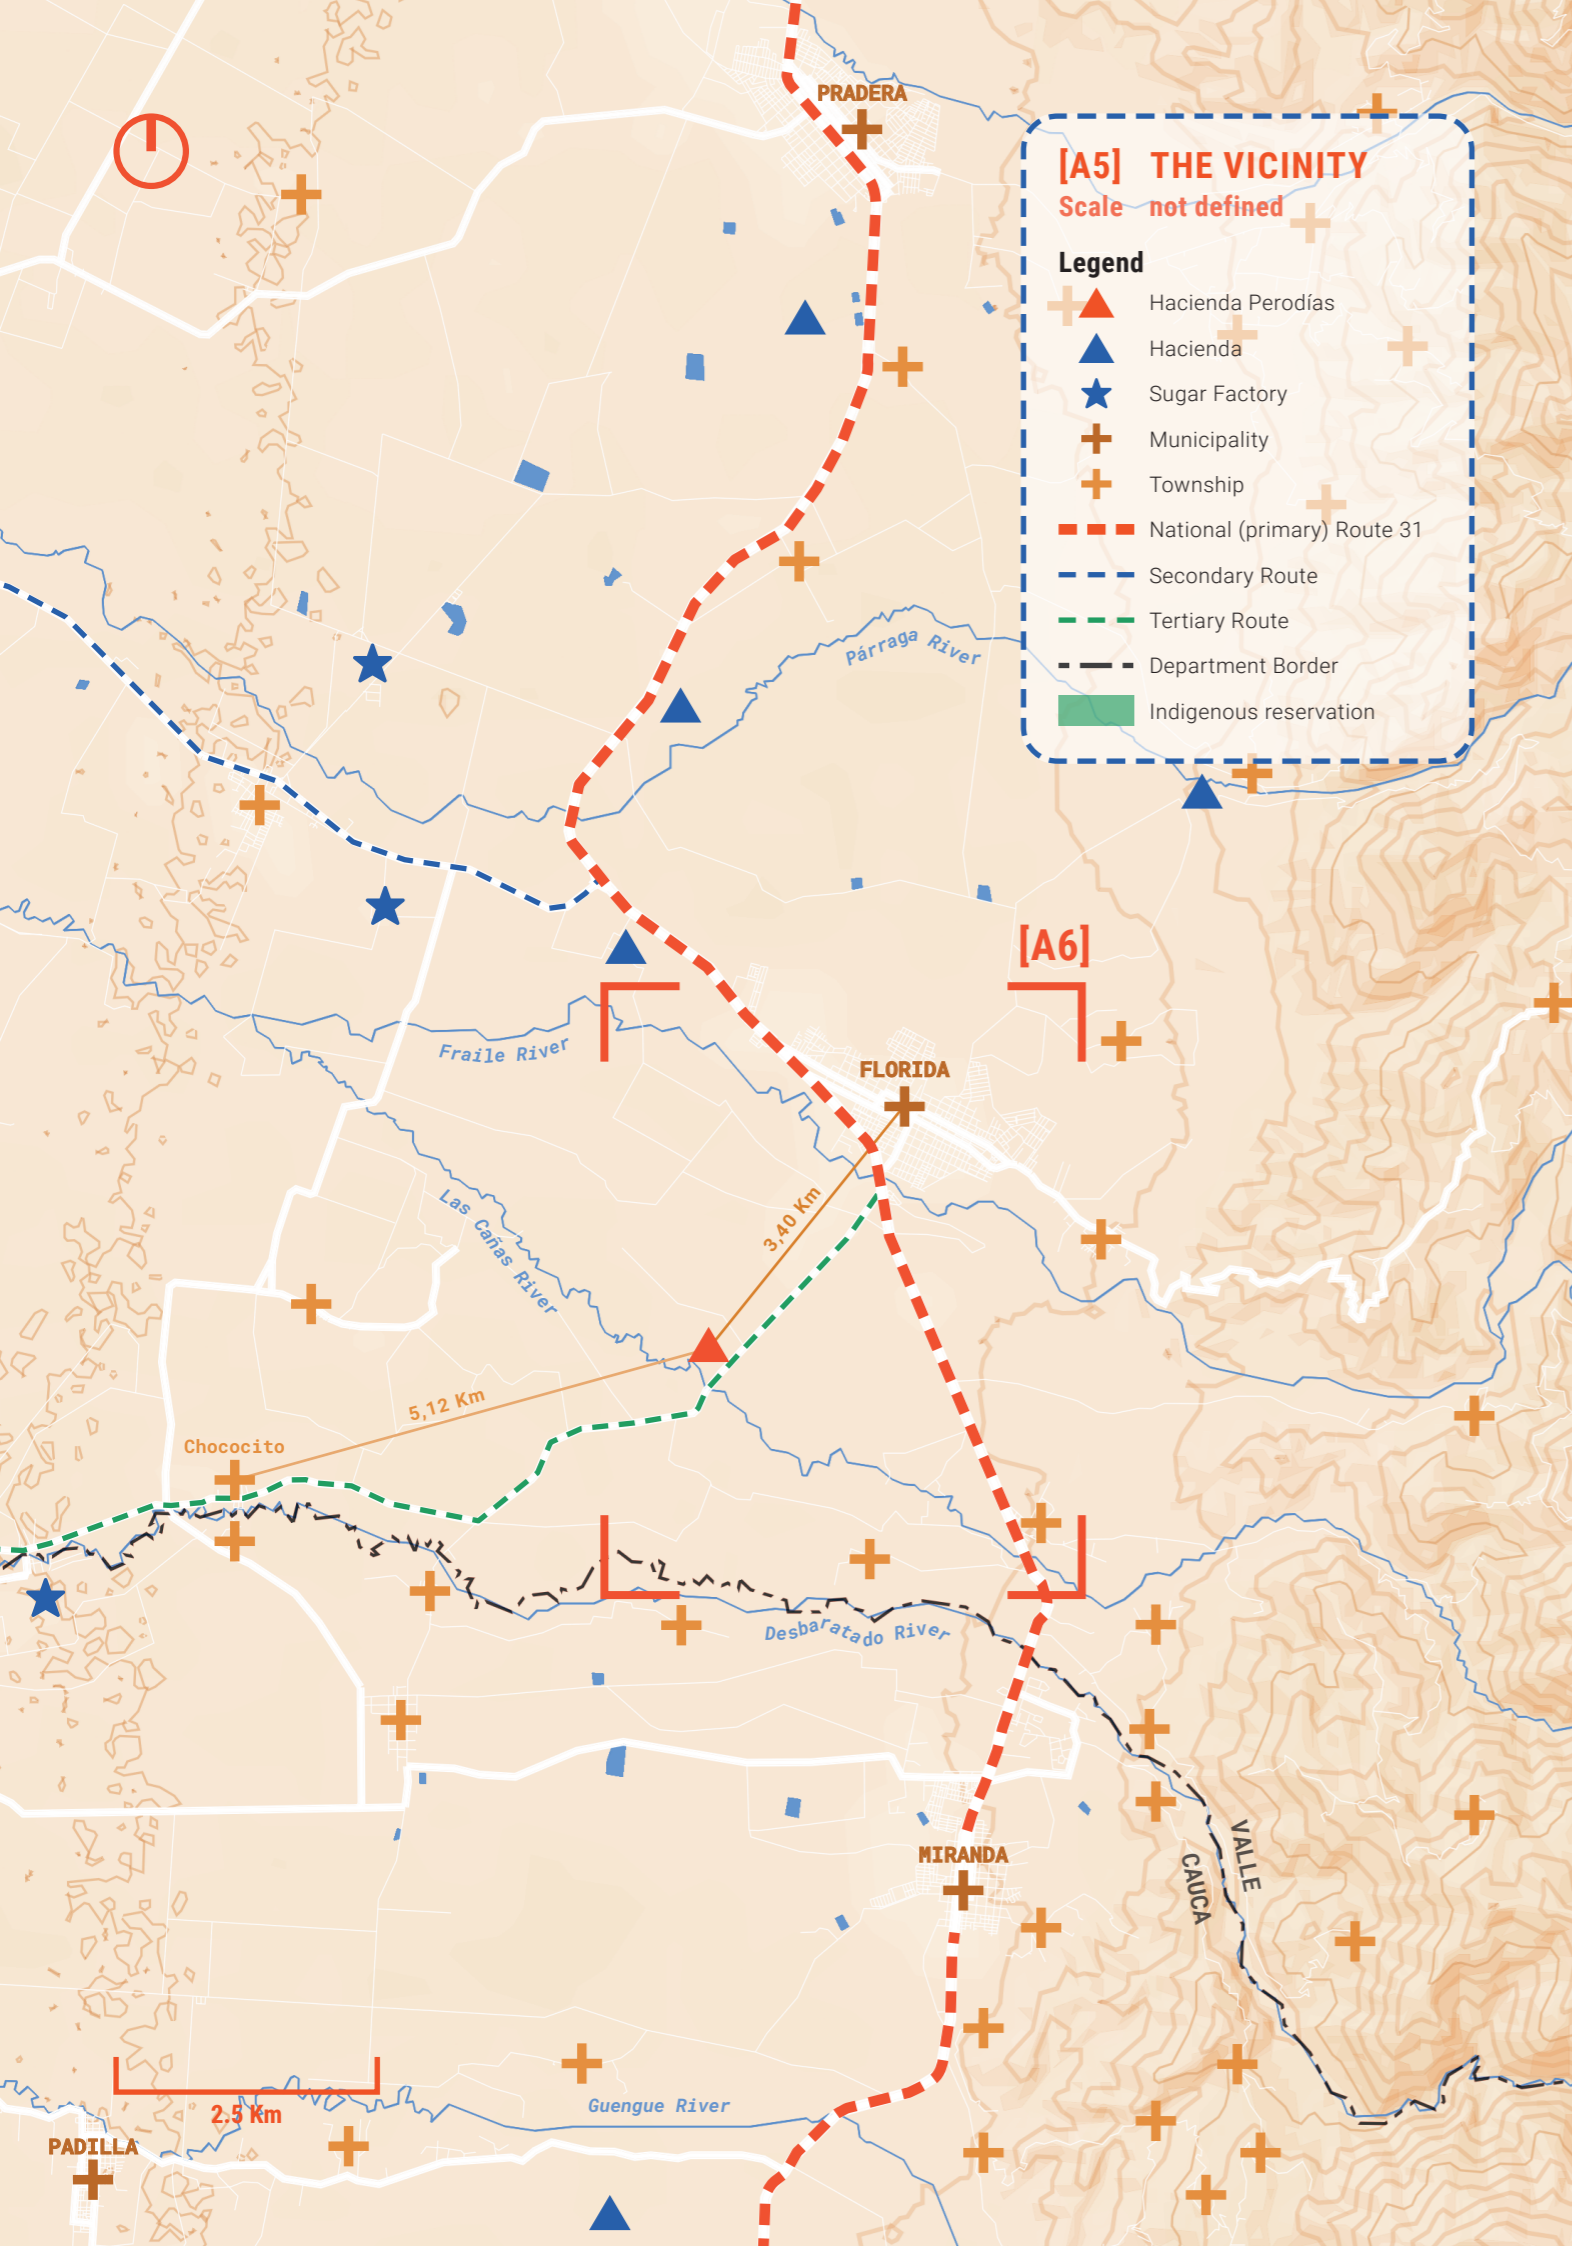 PRADERA
[A5] THE VICINITY
Scale not defined
Legend
Hacienda Perodías
Hacienda
Sugar Factory
Municipality
Township
National (primary) Route 31
Secondary Route
Tertiary Route
Department Border
Indigenous reservation
Párraga River
[A6]
Fraile River
FLORIDA
Las Cañas River
3,40 Km
5,12 Km
Chococito
Desbaratado River
MIRANDA
VALLE
CAUCA
Guengue River
2.5 Km
PADILLA